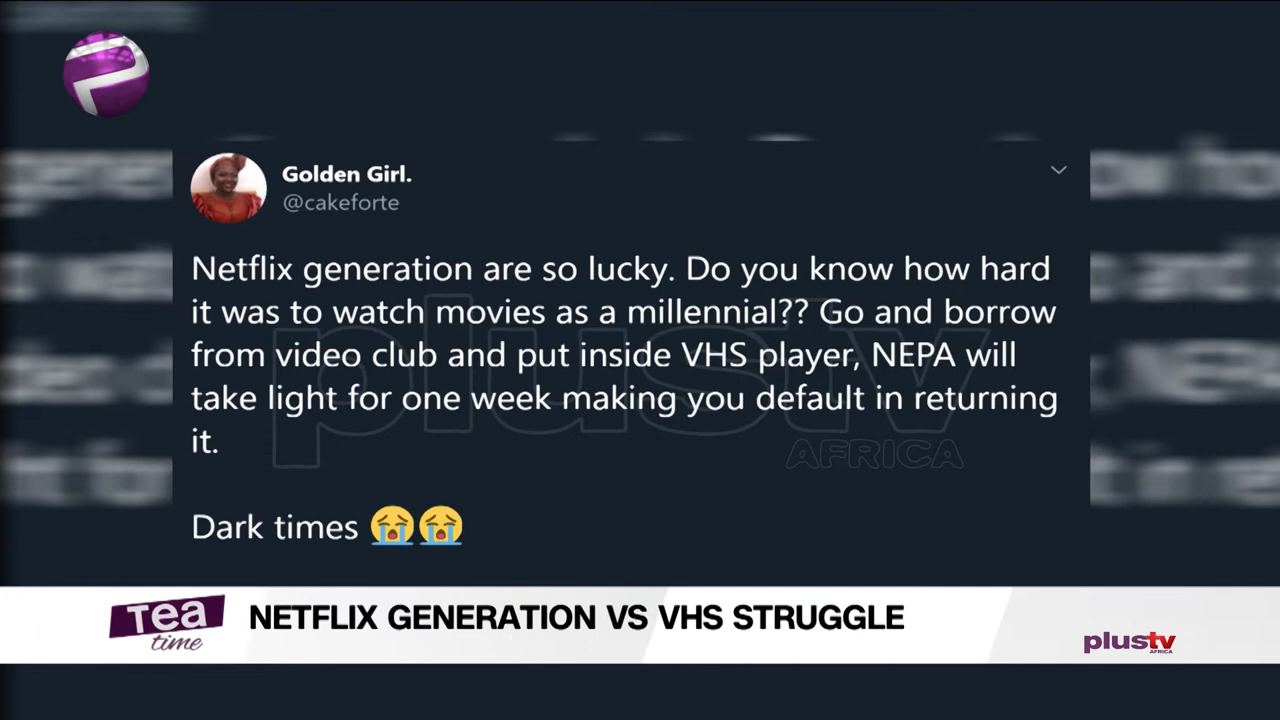 Golden Girl.
@cakeforte
Netflix generation are so lucky. Do you know how hard
it was to watch movies as a millennial?? Go and borrow
from video club and put inside VHS player, NEPA will
take light for one week making you default in returning
it.
Dark times 😭😭
plustv
AFRICA
Tea
time
NETFLIX GENERATION VS VHS STRUGGLE
plustv
AFRICA